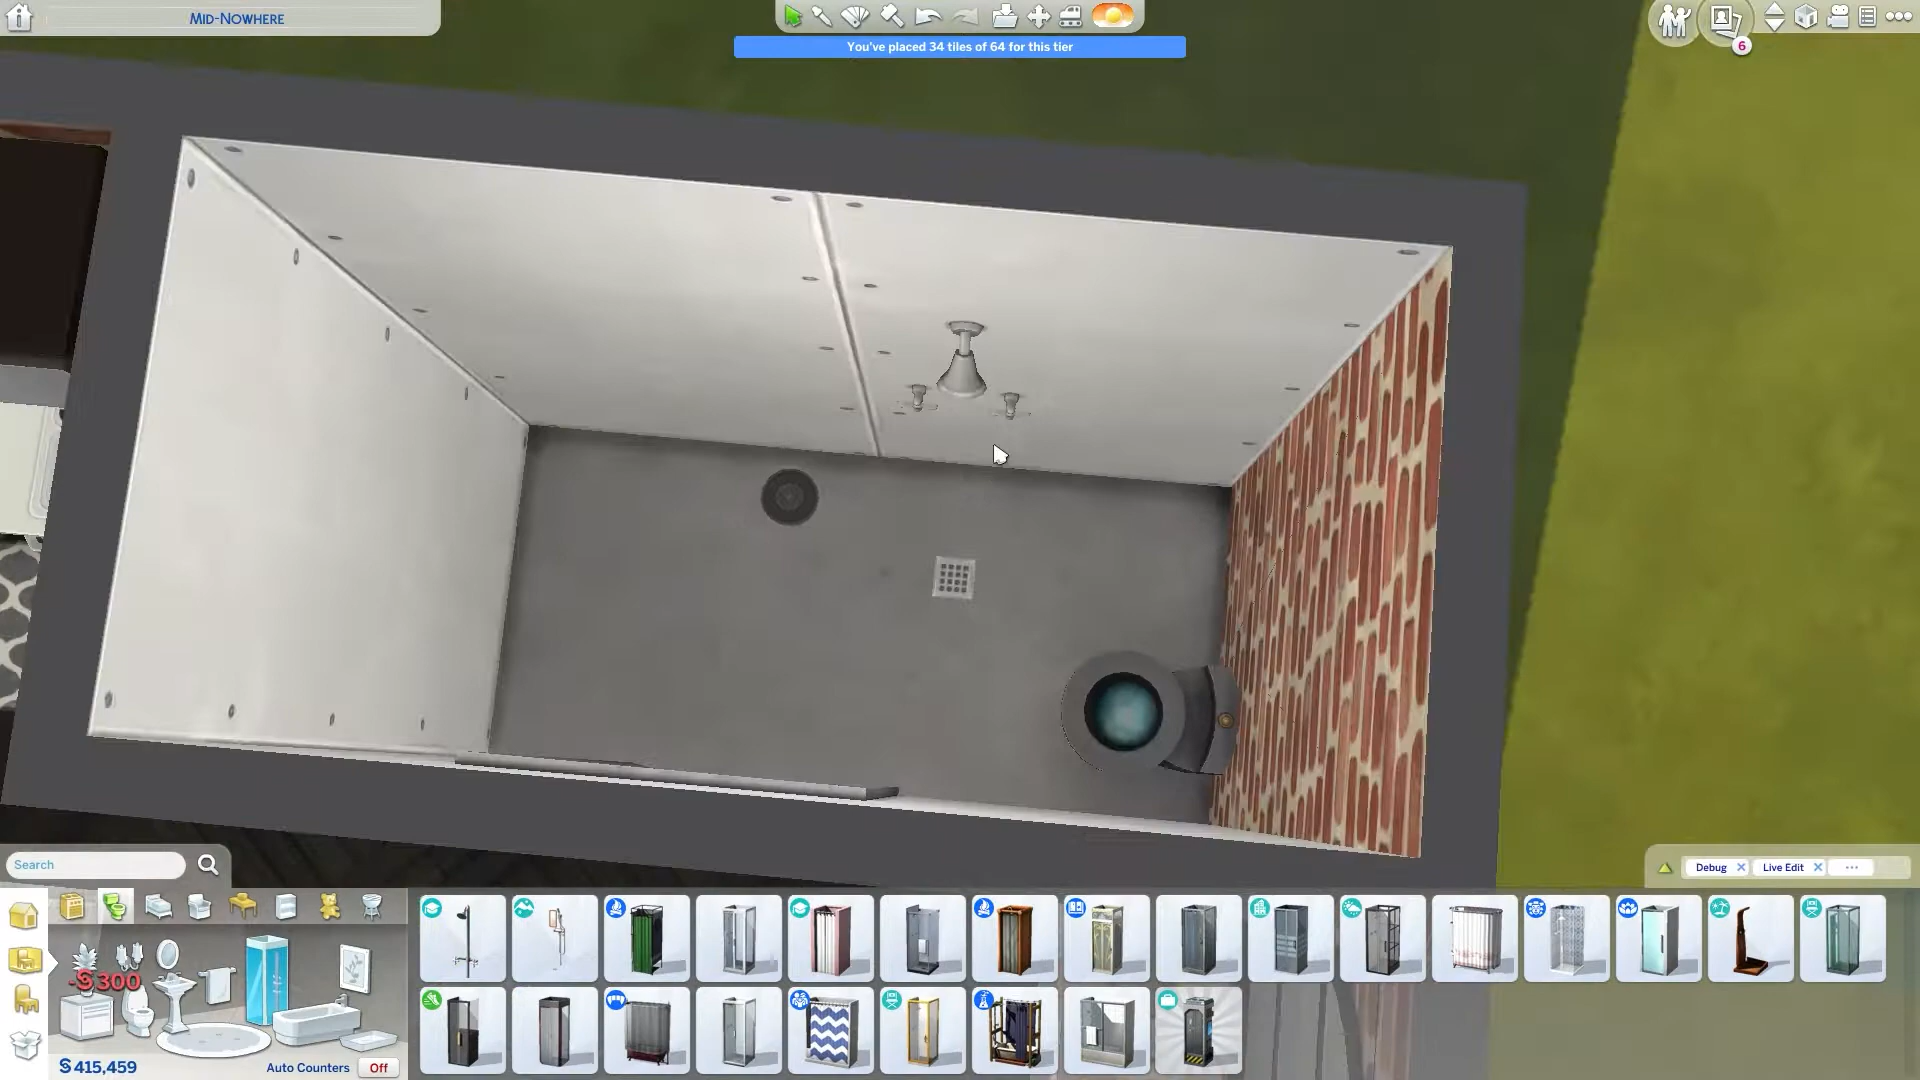 Mid-Nowhere
You've placed 34 tiles of 64 for this tier
6
Search
Debug
Live Edit
-§300
§415,459
Auto Counters
Off